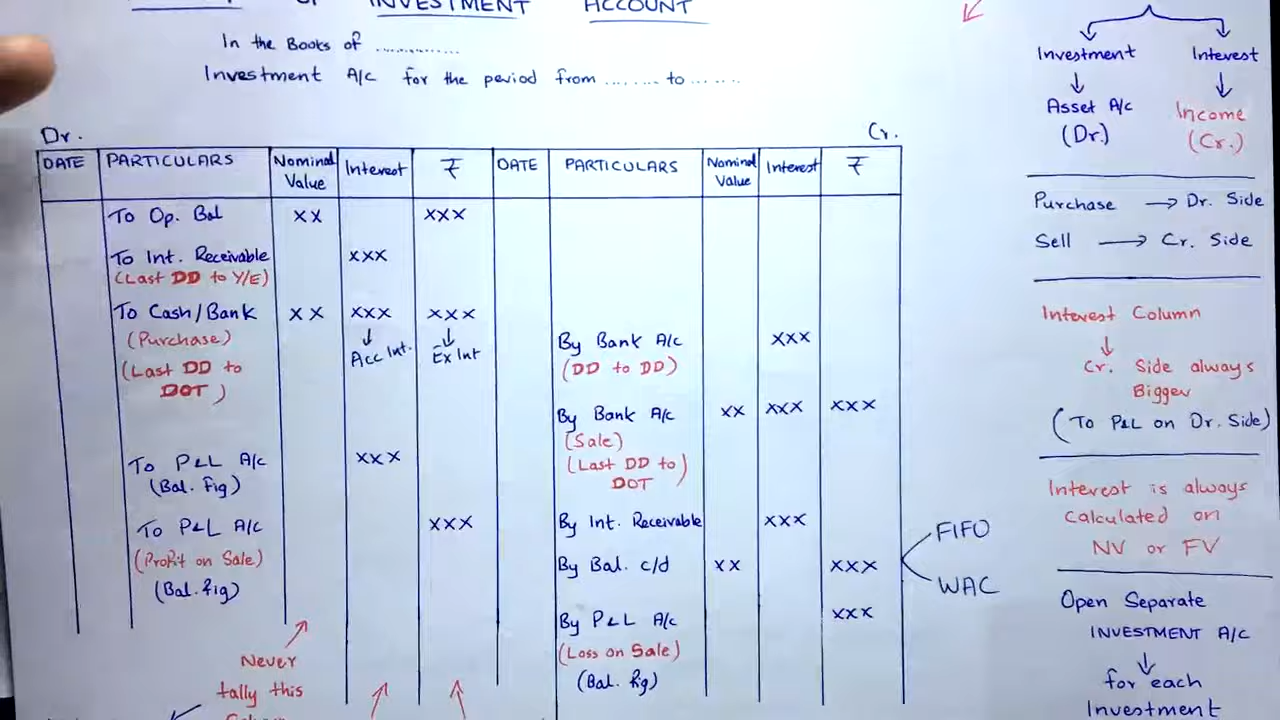 OF INVESTMENT ACCOUNT
In the Books of ............
Investment A/c for the period from ........ to .......
Dr.
Cr.
DATE PARTICULARS Nominal Value Interest ₹ DATE PARTICULARS Nominal Value Interest ₹
To Op. Bal xx xxx
To Int. Receivable xxx
(Last DD to Y/E)
To Cash/Bank xx xxx xxx
(Purchase) Acc Int. Ex Int
(Last DD to
DOT)
To P&L A/c xxx
(Bal. fig)
To P&L A/c xxx
(Profit on Sale)
(Bal. fig)
Never
tally this
By Bank A/c xxx
(DD to DD)
By Bank A/c xx xxx xxx
(Sale)
(Last DD to
DOT)
By Int. Receivable xxx
By Bal. c/d xx xxx
By P&L A/c xxx
(Loss on Sale)
(Bal. fig)
FIFO
WAC
Investment Interest
Asset A/c Income
(Dr.) (Cr.)
Purchase → Dr. Side
Sell → Cr. Side
Interest Column
Cr. Side always
Bigger
(To P&L on Dr. Side)
Interest is always
calculated on
NV or FV
Open Separate
INVESTMENT A/C
for each
Investment